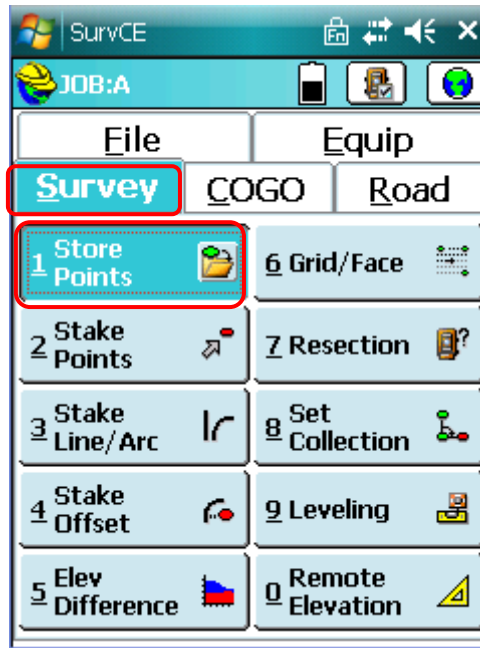 SurvCE
JOB:A
File Equip
Survey COGO Road
1 Store Points
6 Grid/Face
2 Stake Points
7 Resection
3 Stake Line/Arc
8 Set Collection
4 Stake Offset
9 Leveling
5 Elev Difference
0 Remote Elevation